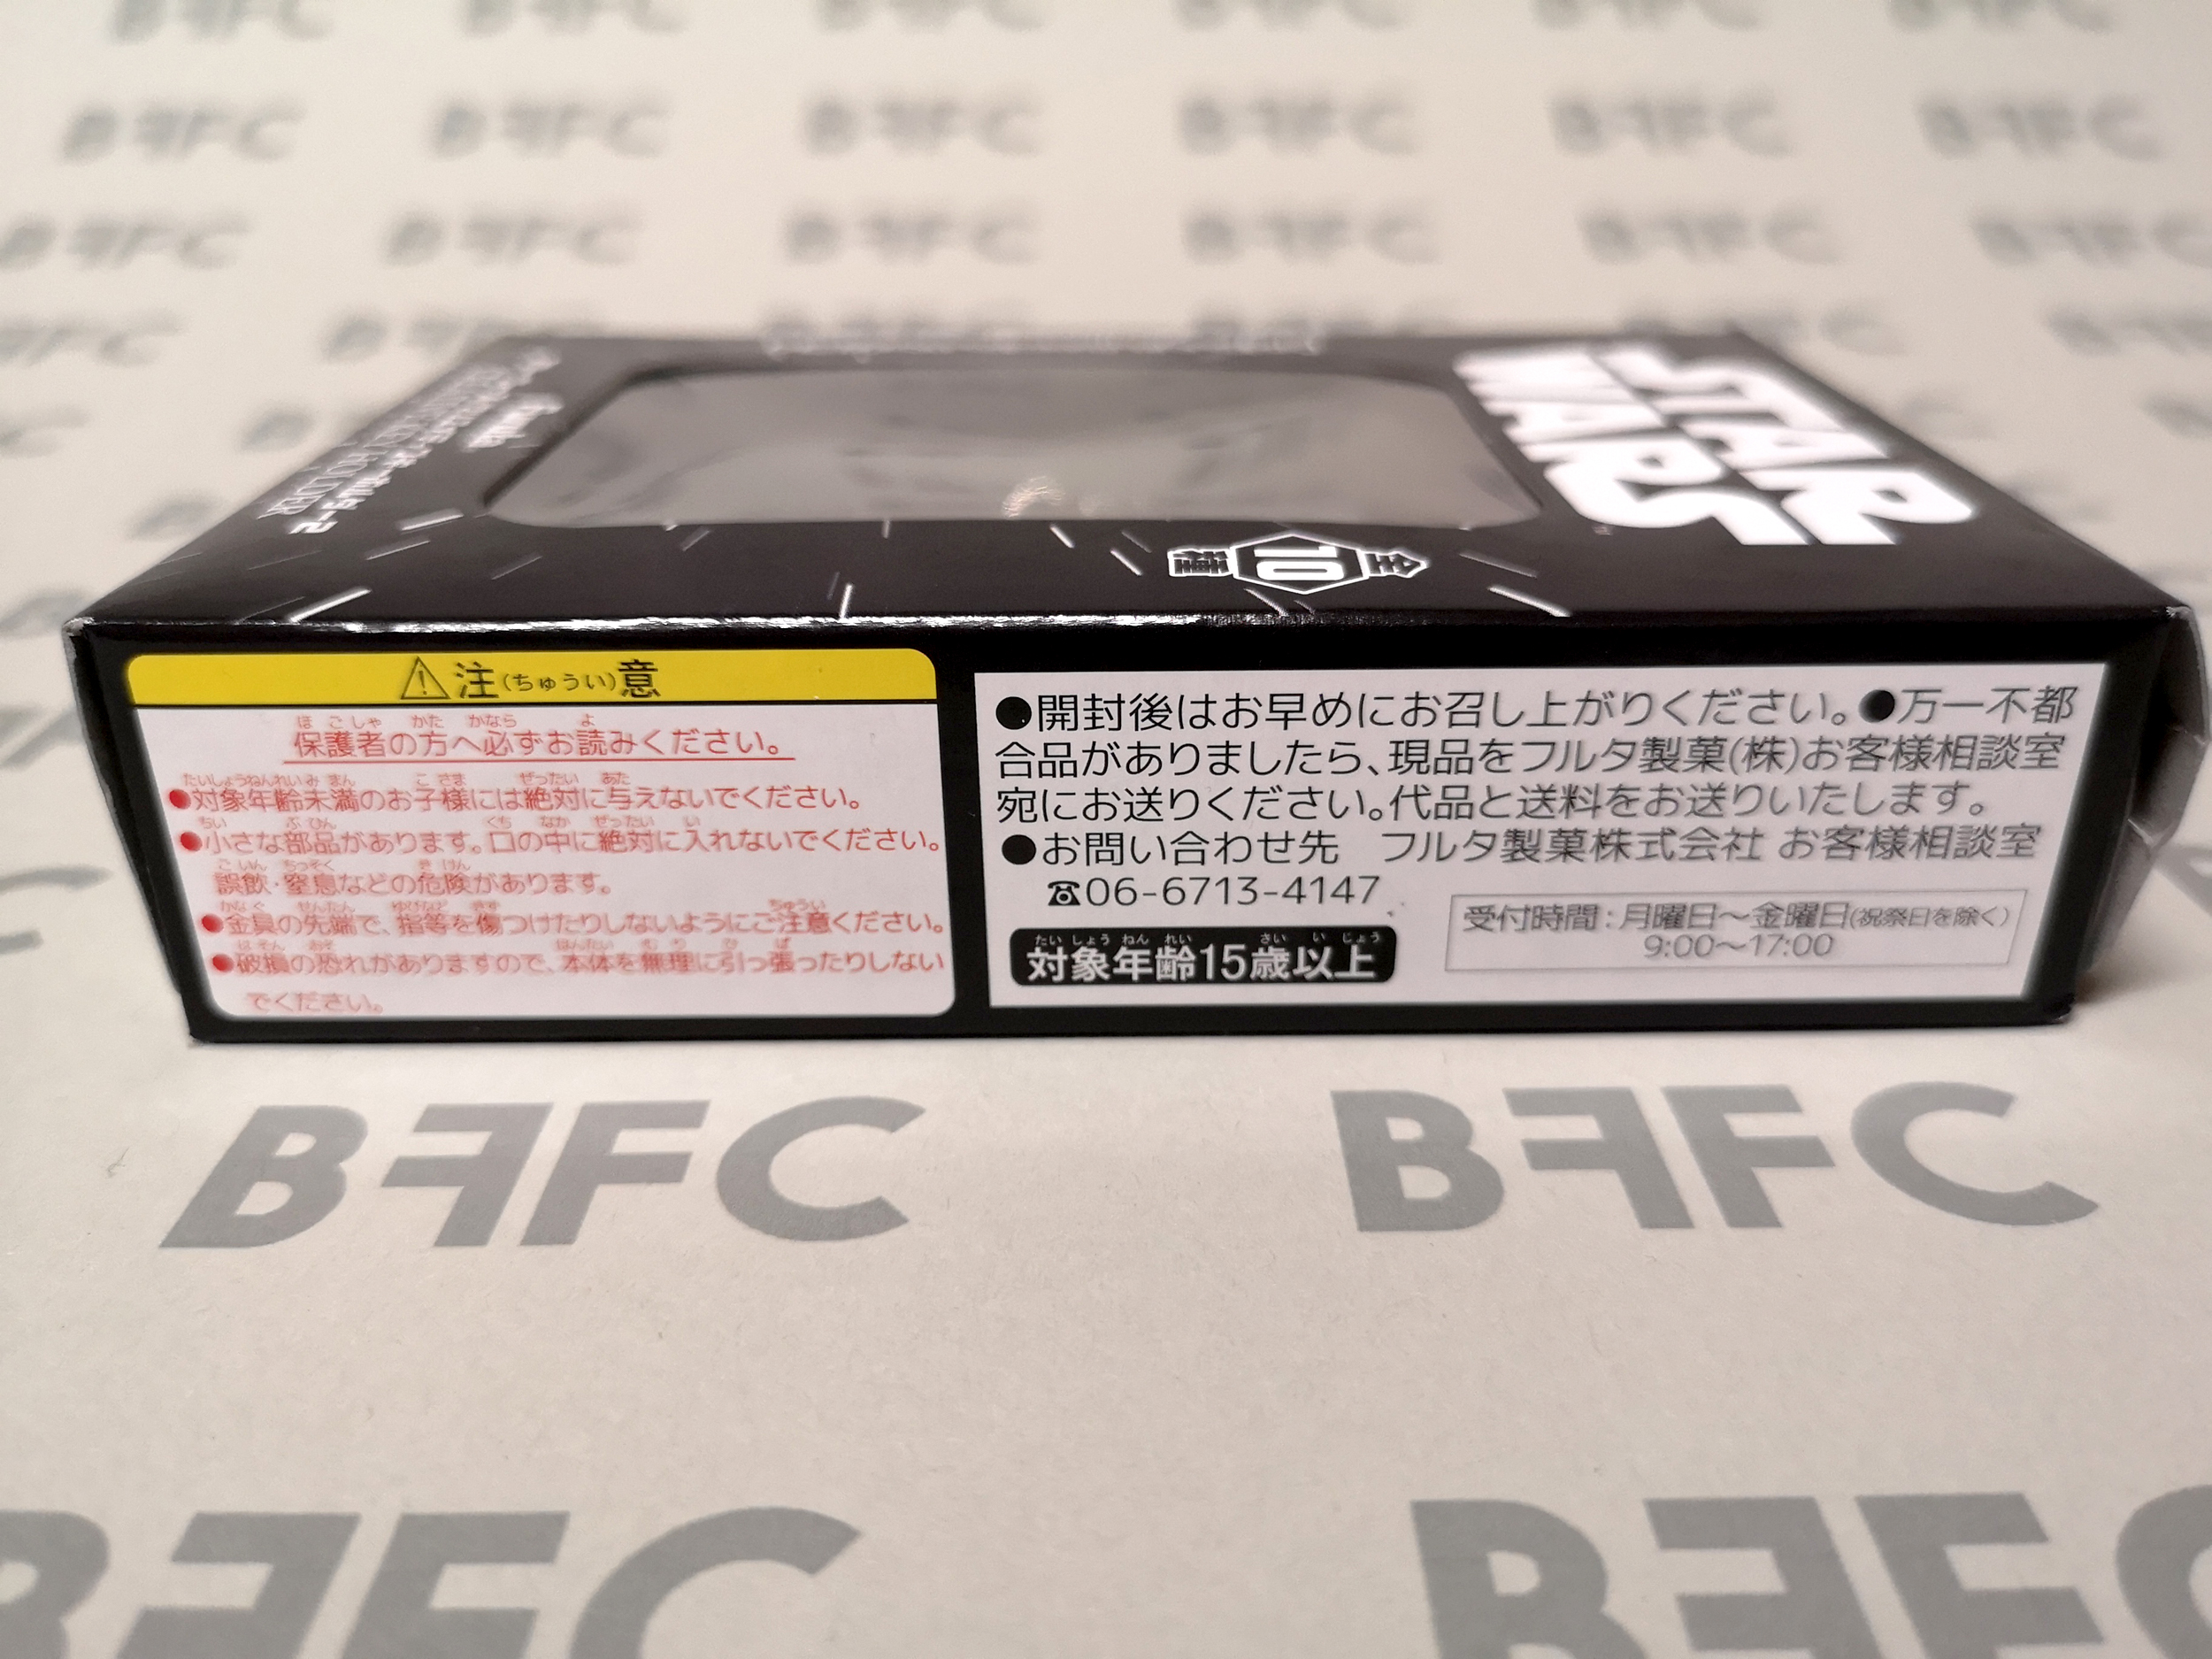 STAR
WARS
全10種
⚠注(ちゅうい)意
保護者の方へ必ずお読みください。
●対象年齢未満のお子様には絶対に与えないでください。
●小さな部品があります。口の中に絶対に入れないでください。
誤飲・窒息などの危険があります。
●金具の先端で、指等を傷つけたりしないようにご注意ください。
●破損の恐れがありますので、本体を無理に引っ張ったりしない
でください。
●開封後はお早めにお召し上がりください。●万一不都
合品がありましたら、現品をフルタ製菓(株)お客様相談室
宛にお送りください。代品と送料をお送りいたします。
●お問い合わせ先 フルタ製菓株式会社 お客様相談室
☎06-6713-4147
受付時間:月曜日〜金曜日(祝祭日を除く)
9:00〜17:00
対象年齢15歳以上
BFFC BFFC
BFFC BFFC